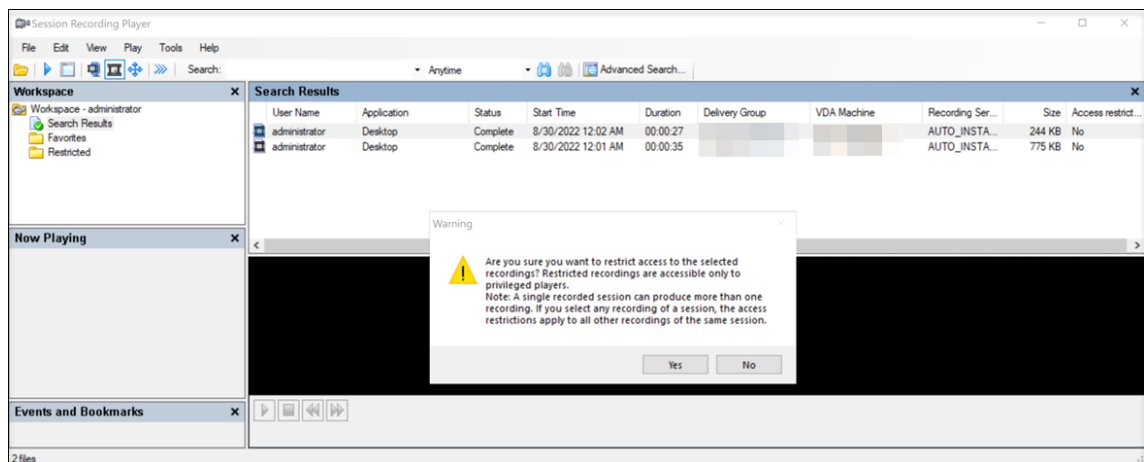 Session Recording Player
File Edit View Play Tools Help
Search: Anytime Advanced Search...
Workspace
Workspace - administrator
Search Results
Favorites
Restricted
Search Results
User Name Application Status Start Time Duration Delivery Group VDA Machine Recording Ser... Size Access restrict...
administrator Desktop Complete 8/30/2022 12:02 AM 00:00:27 AUTO_INSTA... 244 KB No
administrator Desktop Complete 8/30/2022 12:01 AM 00:00:35 AUTO_INSTA... 775 KB No
Now Playing
Warning
Are you sure you want to restrict access to the selected
recordings? Restricted recordings are accessible only to
privileged players.
Note: A single recorded session can produce more than one
recording. If you select any recording of a session, the access
restrictions apply to all other recordings of the same session.
Yes No
Events and Bookmarks
2 files